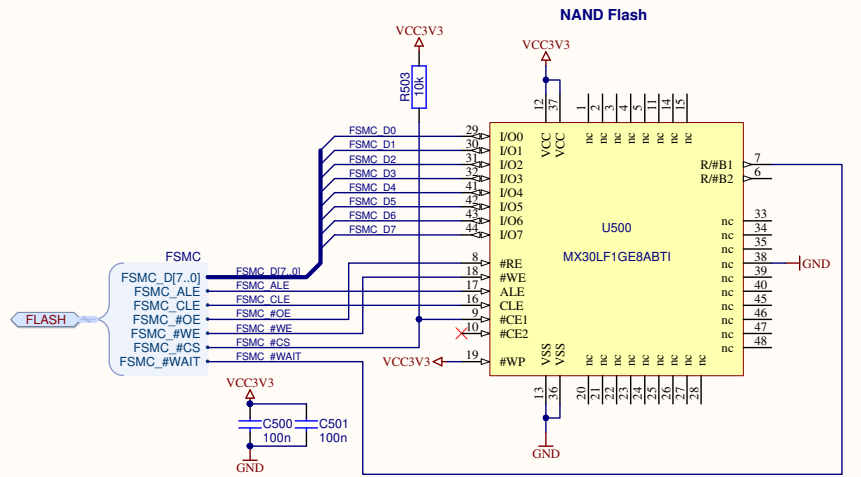 NAND Flash
VCC3V3
VCC3V3
R503
10k
12
37
1
2
3
4
5
11
14
15
VCC
VCC
nc
nc
nc
nc
nc
nc
nc
nc
FSMC_D0
29
I/O0
FSMC_D1
30
I/O1
FSMC_D2
31
I/O2
FSMC_D3
32
I/O3
FSMC_D4
41
I/O4
FSMC_D5
42
I/O5
FSMC_D6
43
I/O6
FSMC_D7
44
I/O7
R/#B1
7
R/#B2
6
U500
MX30LF1GE8ABTI
nc
33
nc
34
nc
35
nc
38
GND
nc
39
nc
40
nc
45
nc
46
nc
47
nc
48
8
#RE
18
#WE
17
ALE
16
CLE
9
#CE1
10
#CE2
VCC3V3
19
#WP
VSS
VSS
nc
nc
nc
nc
nc
nc
nc
nc
nc
13
36
20
21
22
23
24
25
26
27
28
GND
FSMC
FLASH
FSMC_D[7..0]
FSMC_D[7..0]
FSMC_ALE
FSMC_ALE
FSMC_CLE
FSMC_CLE
FSMC_#OE
FSMC_#OE
FSMC_#WE
FSMC_#WE
FSMC_#CS
FSMC_#CS
FSMC_#WAIT
FSMC_#WAIT
VCC3V3
C500
100n
C501
100n
GND